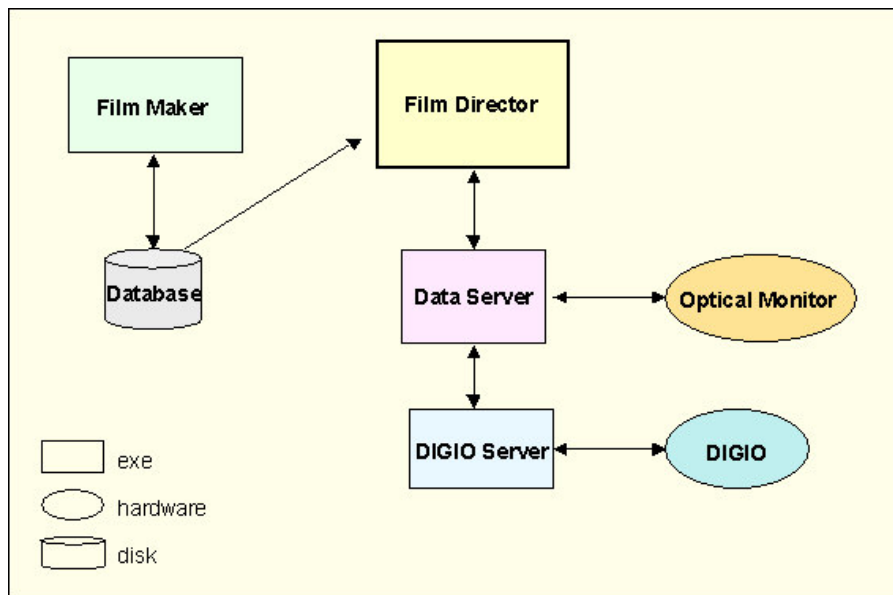 Film Maker
Film Director
Database
Data Server
Optical Monitor
DIGIO Server
DIGIO
exe
hardware
disk